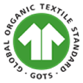 GLOBAL ORGANIC TEXTILE STANDARD
· GOTS ·